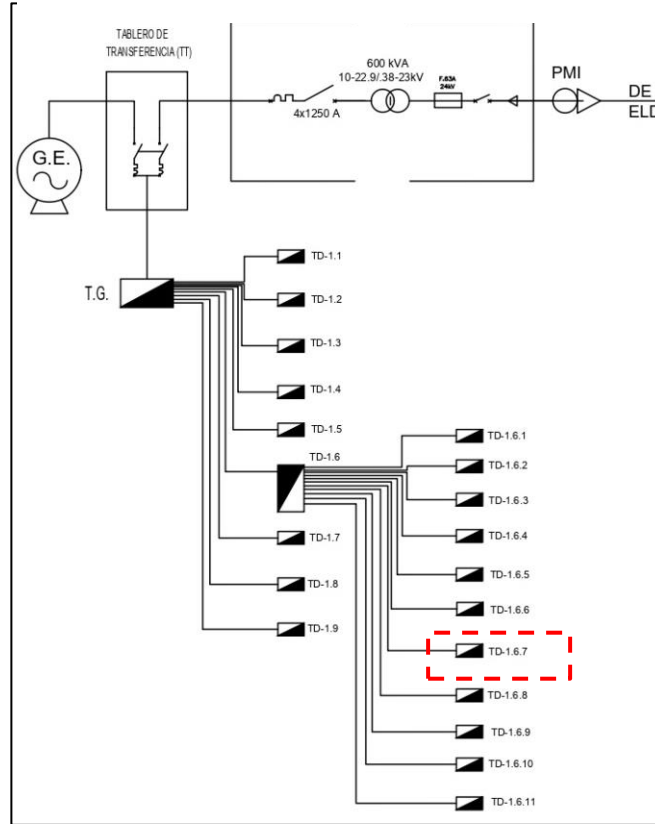 TABLERO DE
TRANSFERENCIA (TT)
600 kVA
10-22.9/.38-23kV
F.63A
24kV
PMI
DE
ELD
4x1250 A
G.E.
T.G.
TD-1.1
TD-1.2
TD-1.3
TD-1.4
TD-1.5
TD-1.6
TD-1.6.1
TD-1.6.2
TD-1.6.3
TD-1.6.4
TD-1.7
TD-1.6.5
TD-1.8
TD-1.6.6
TD-1.9
TD-1.6.7
TD-1.6.8
TD-1.6.9
TD-1.6.10
TD-1.6.11